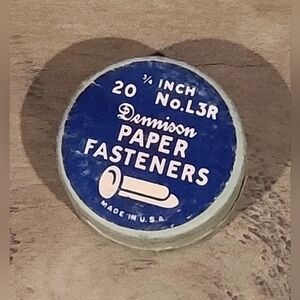 20 3/4 INCH
No. L3R
Dennison
PAPER
FASTENERS
MADE IN U.S.A.